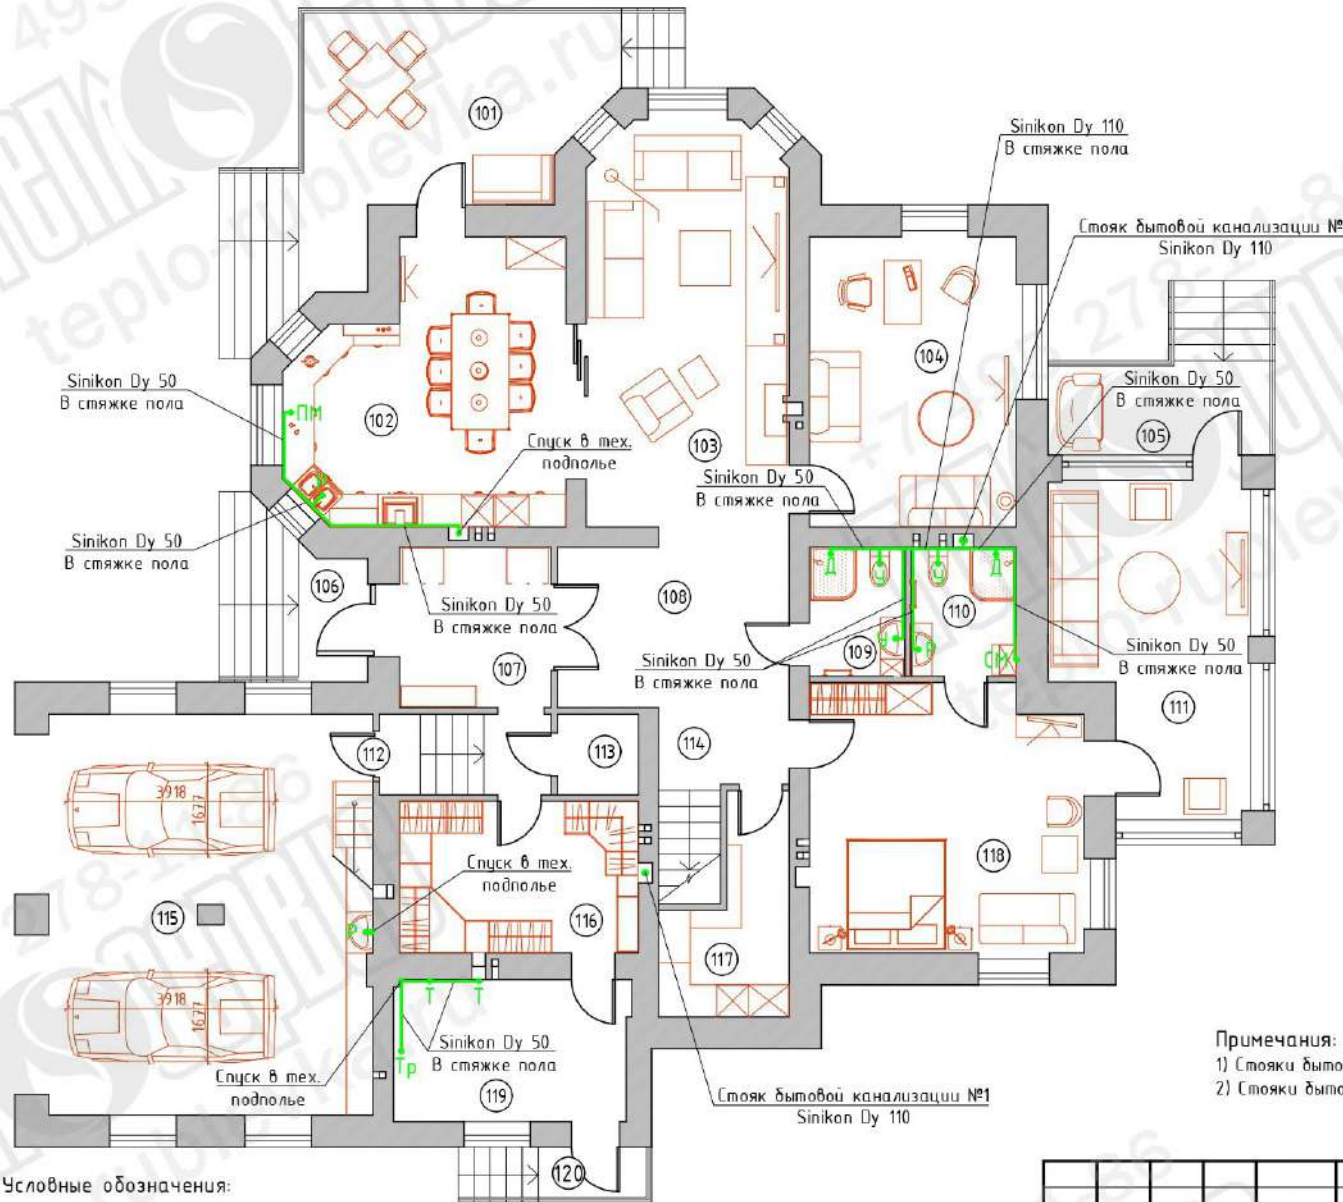 101
Sinikon Dy 110
В стяжке пола
Стояк бытовой канализации №
Sinikon Dy 110
104
Sinikon Dy 50
В стяжке пола
Sinikon Dy 50
В стяжке пола
105
ПМ
102
Спуск в тех.
подполье
103
Sinikon Dy 50
В стяжке пола
Sinikon Dy 50
В стяжке пола
106
Sinikon Dy 50
В стяжке пола
108
Д
У
Д
110
Р
Р
СМ
109
Sinikon Dy 50
В стяжке пола
Sinikon Dy 50
В стяжке пола
107
111
112
113
114
3918
1677
Спуск в тех.
подполье
118
115
Р
116
117
3918
1677
Т
Т
Sinikon Dy 50
В стяжке пола
Тр
Спуск в тех.
подполье
119
Стояк бытовой канализации №1
Sinikon Dy 110
Примечания:
1) Стояки быто
2) Стояки быто
120
Условные обозначения:
teplo-rublevka.ru